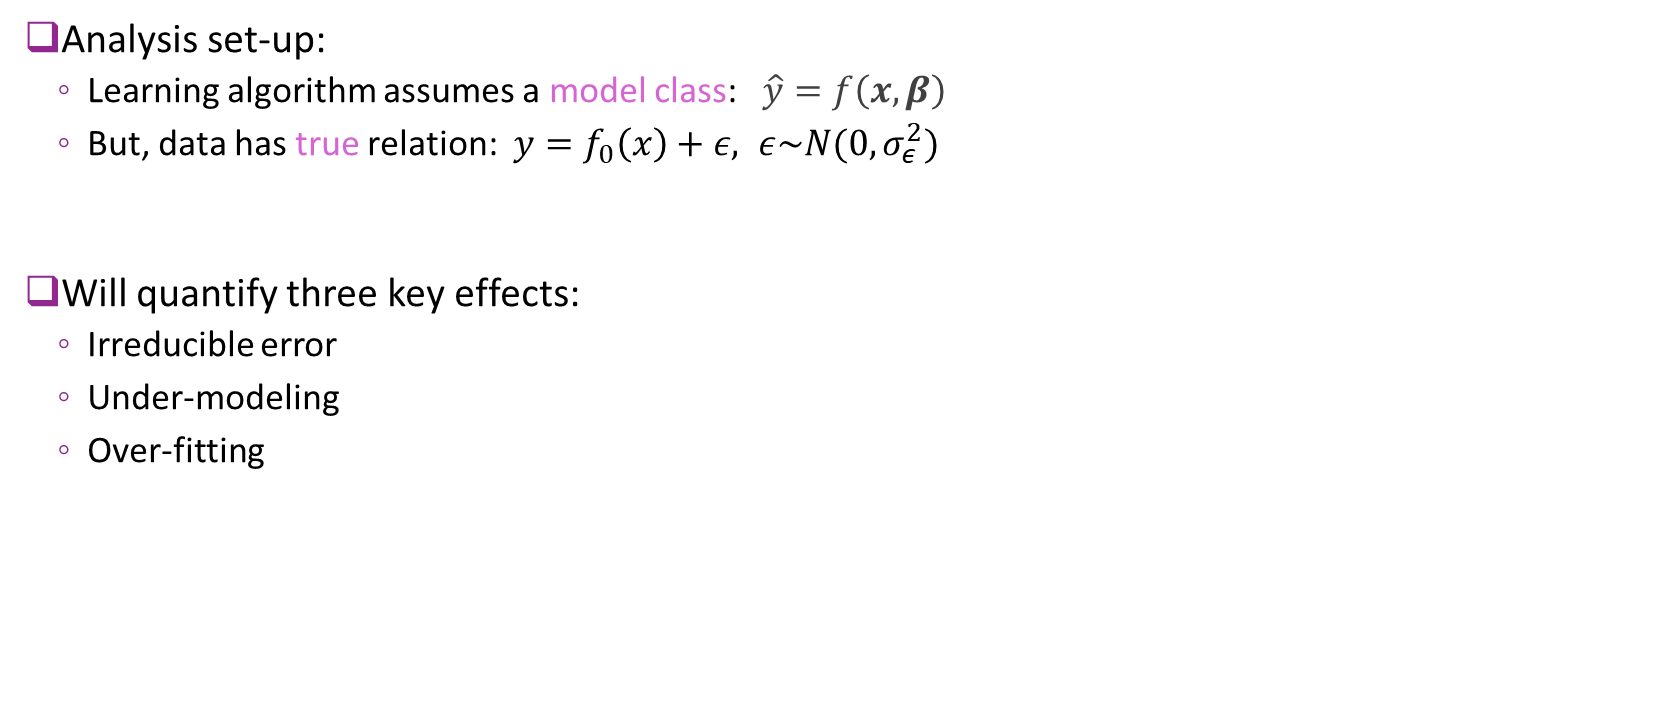 ❑Analysis set-up:
◦ Learning algorithm assumes a model class: ŷ = f(𝒙, 𝜷)
◦ But, data has true relation: y = f₀(x) + ϵ, ϵ~N(0, σ_ϵ²)
❑Will quantify three key effects:
◦ Irreducible error
◦ Under-modeling
◦ Over-fitting